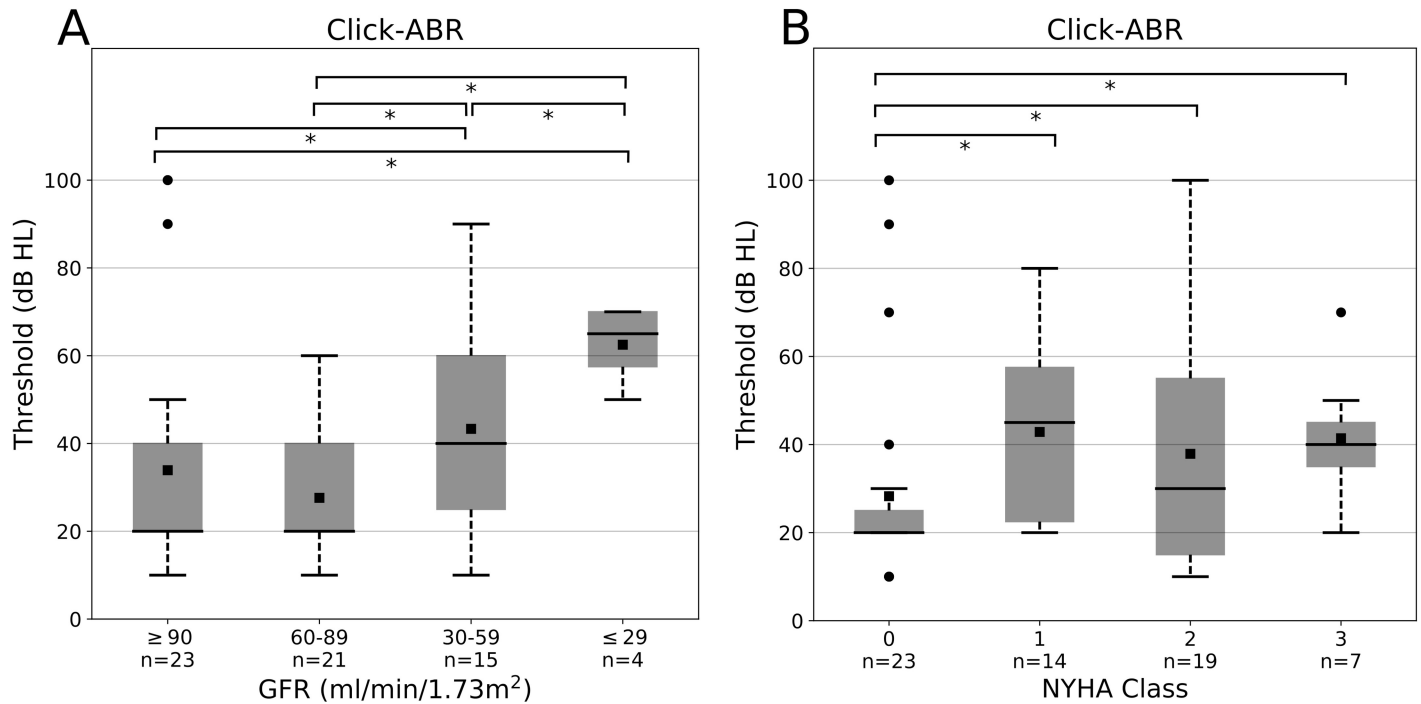 A
Click-ABR
*
*
*
*
*
100
80
60
40
20
0
Threshold (dB HL)
≥90
60-89
30-59
≤29
n=23
n=21
n=15
n=4
GFR (ml/min/1.73m²)
B
Click-ABR
*
*
*
100
80
60
40
20
0
Threshold (dB HL)
0
1
2
3
n=23
n=14
n=19
n=7
NYHA Class